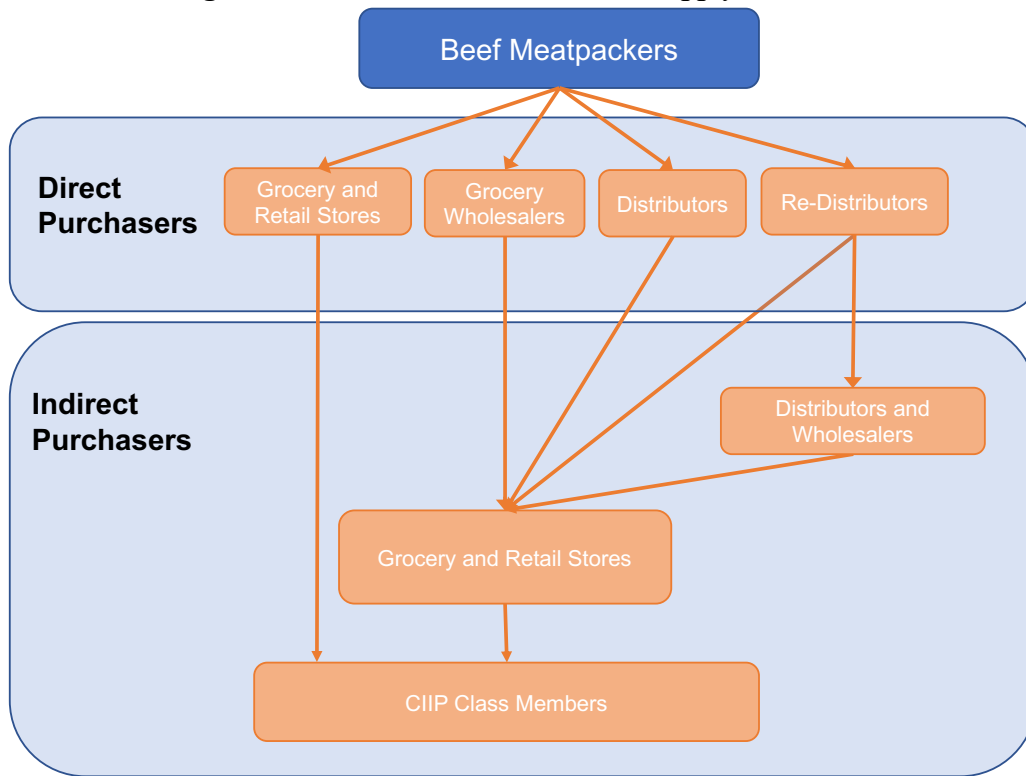 Beef Meatpackers
Direct
Purchasers
Grocery and
Retail Stores
Grocery
Wholesalers
Distributors
Re-Distributors
Indirect
Purchasers
Distributors and
Wholesalers
Grocery and Retail Stores
CIIP Class Members